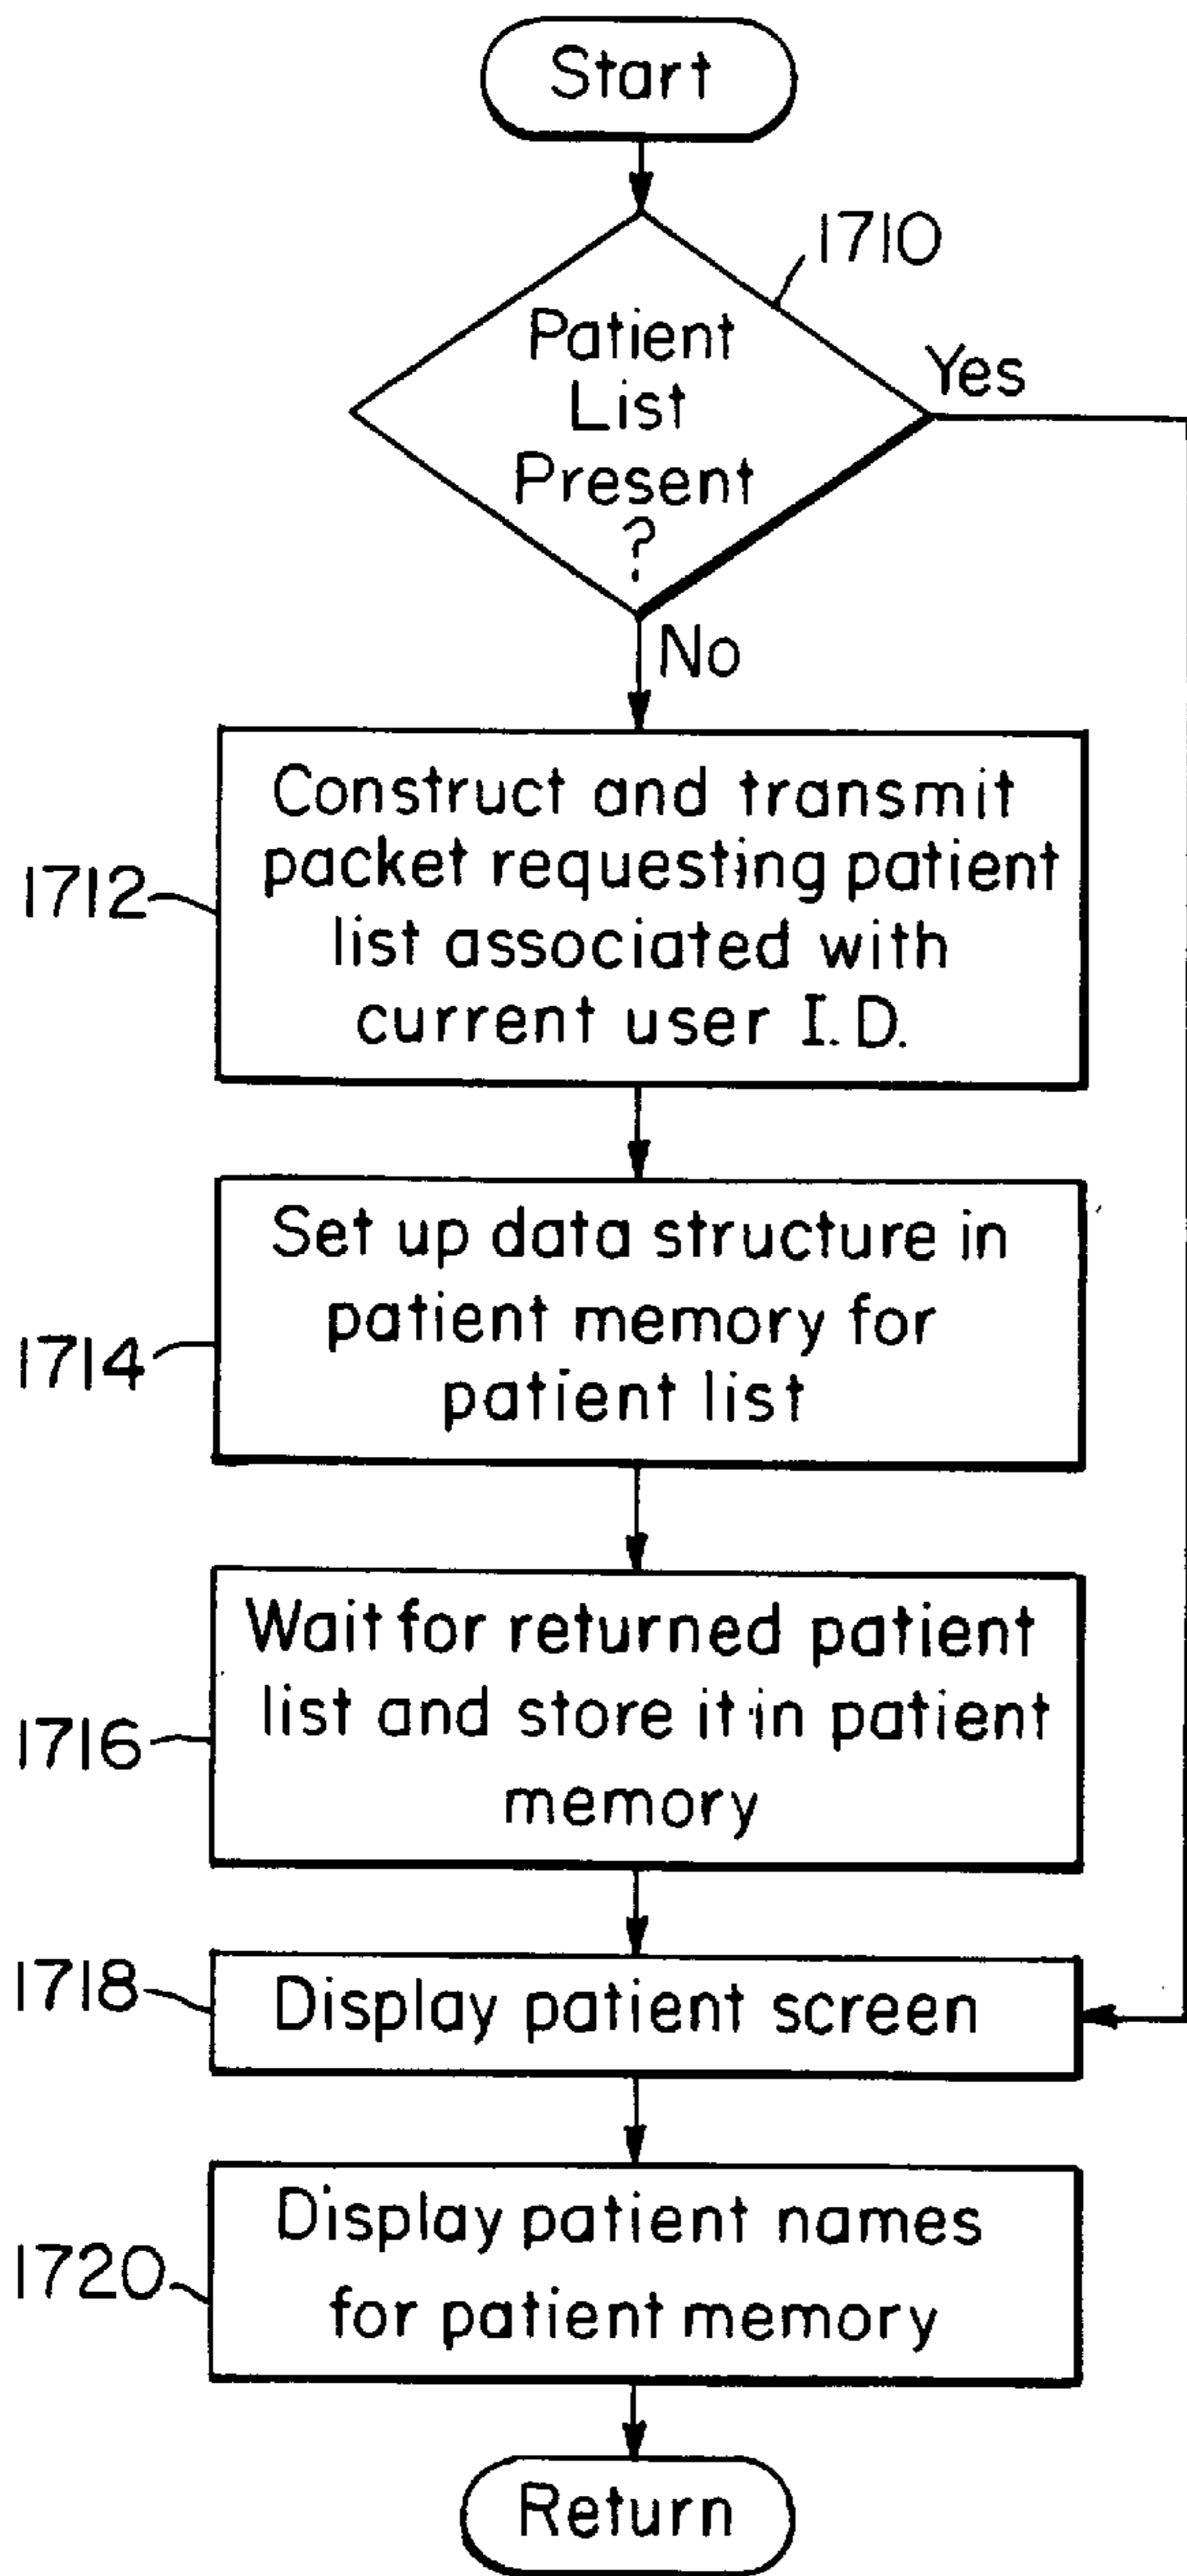 Start
1710
Patient
List
Present
?
Yes
No
Construct and transmit
packet requesting patient
list associated with
current user I.D.
1712
Set up data structure in
patient memory for
patient list
1714
Wait for returned patient
list and store it in patient
memory
1716
1718
Display patient screen
Display patient names
for patient memory
1720
Return